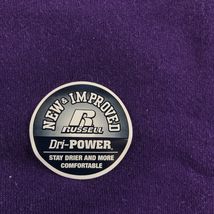 NEW & IMPROVED
R
RUSSELL
Dri-POWER
STAY DRIER AND MORE
COMFORTABLE